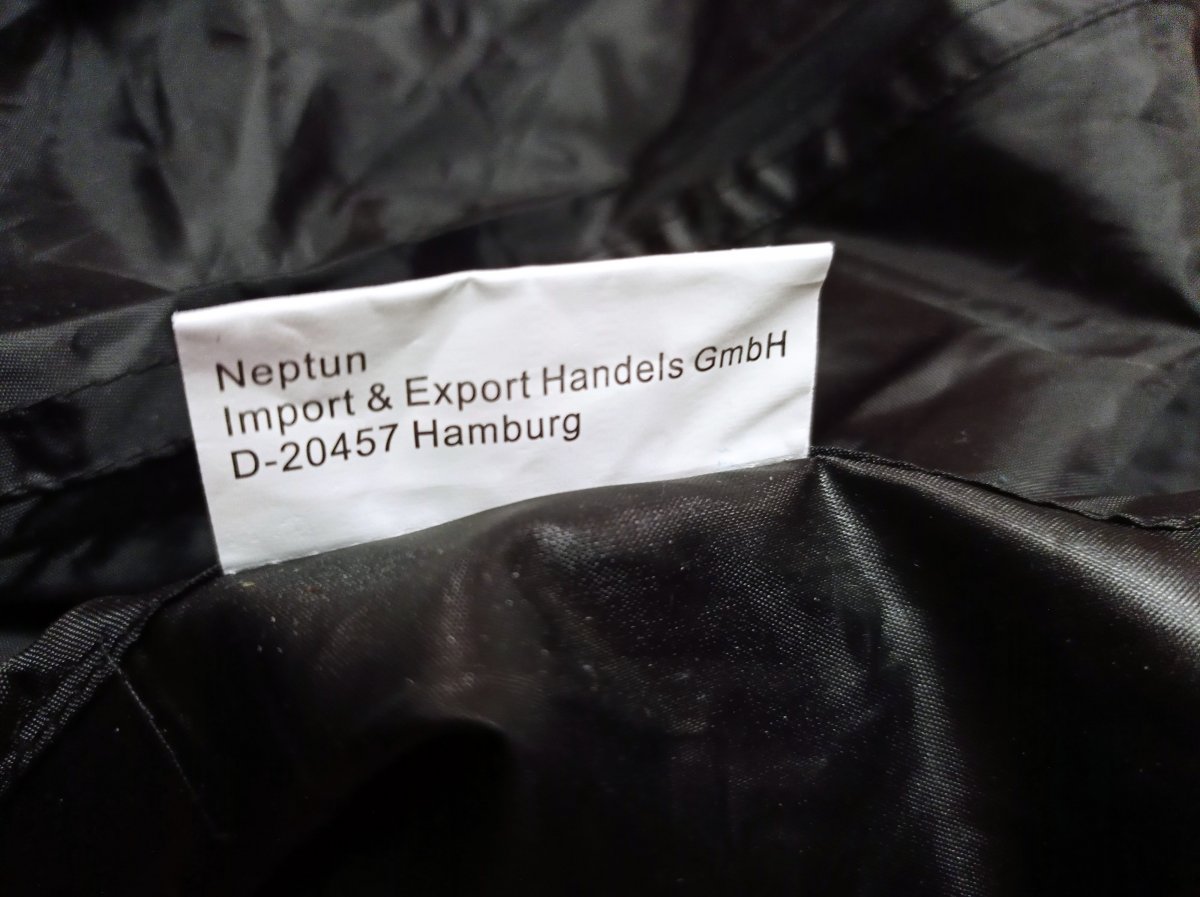 Neptun
Import & Export Handels GmbH
D-20457 Hamburg